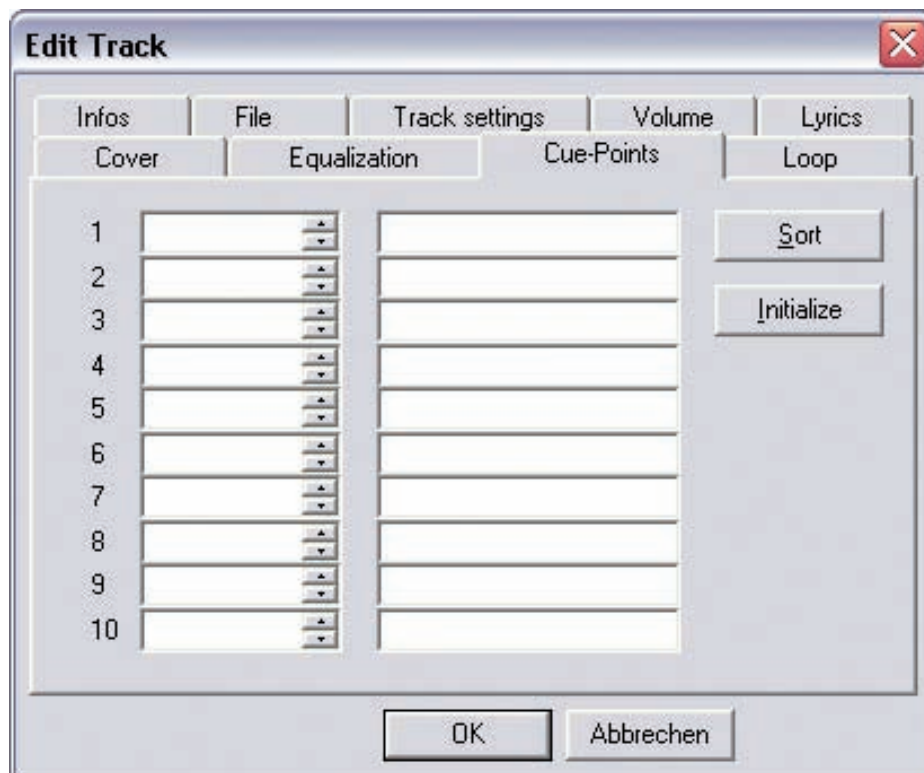 Edit Track
Infos File Track settings Volume Lyrics
Cover Equalization Cue-Points Loop
1 Sort
2
3 Initialize
4
5
6
7
8
9
10
OK Abbrechen